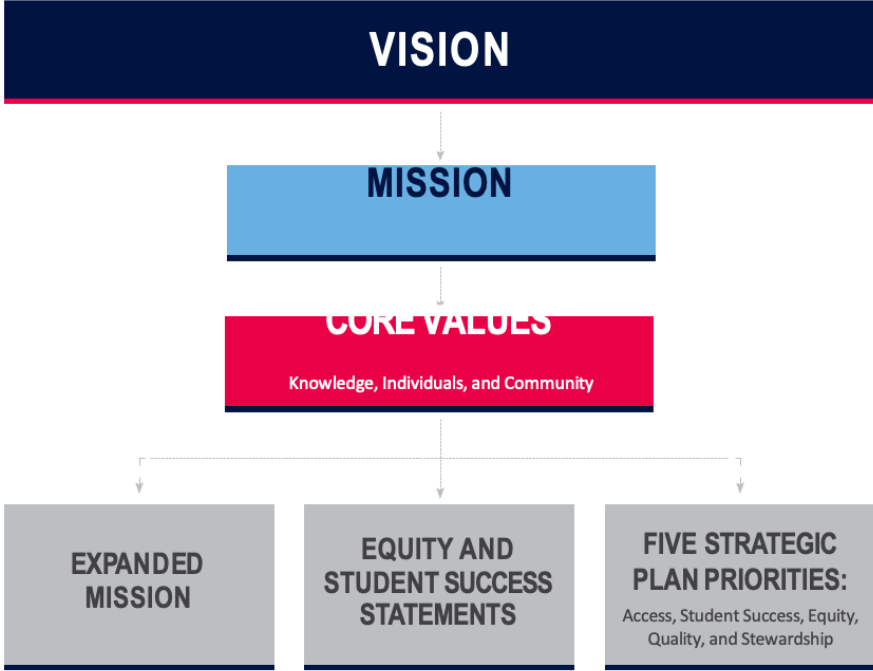 VISION
MISSION
CORE VALUES
Knowledge, Individuals, and Community
EXPANDED
MISSION
EQUITY AND
STUDENT SUCCESS
STATEMENTS
FIVE STRATEGIC
PLAN PRIORITIES:
Access, Student Success, Equity,
Quality, and Stewardship